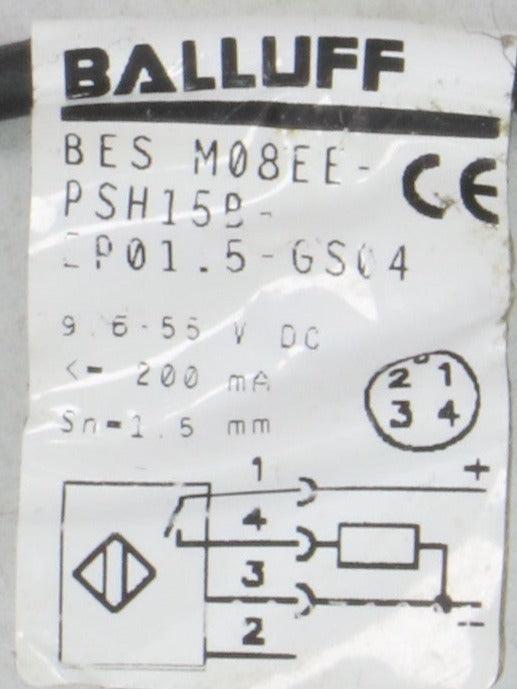 BALLUFF
BES M08EE-
PSH15B-
EP01.5-GS04
CE
9.6-55 V DC
<= 200 mA
Sn=1.5 mm
2 1
3 4
1
+
4
3
-
2